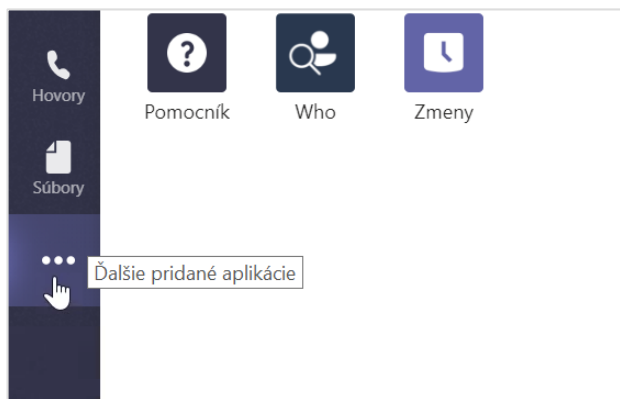 Hovory
Súbory
Pomocník
Who
Zmeny
Ďalšie pridané aplikácie